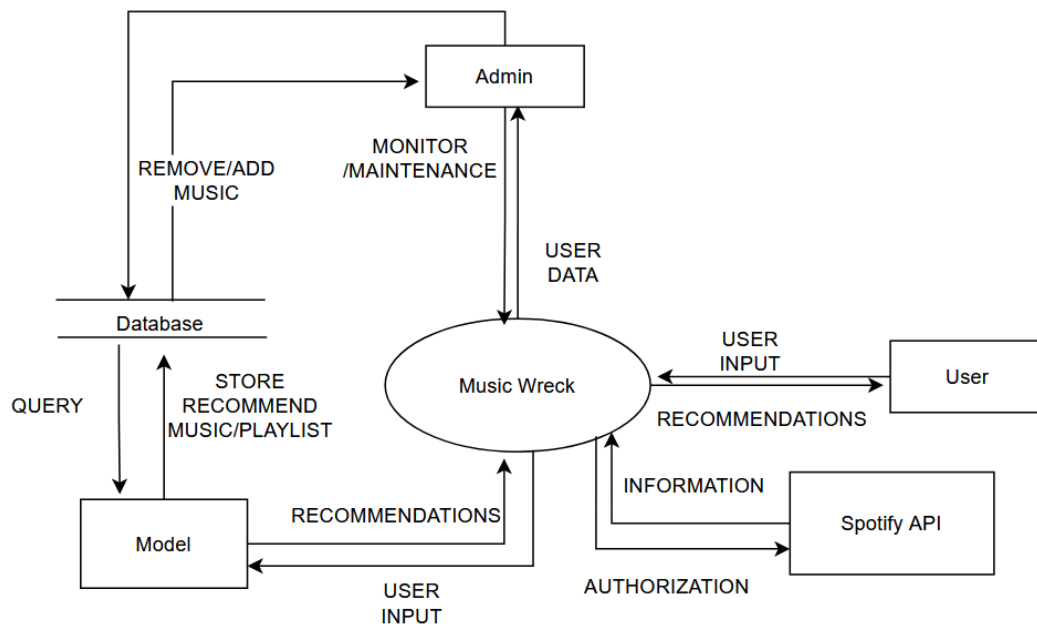 Admin
REMOVE/ADD
MUSIC
MONITOR
/MAINTENANCE
USER
DATA
Database
Music Wreck
USER
INPUT
User
RECOMMENDATIONS
QUERY
STORE
RECOMMEND
MUSIC/PLAYLIST
INFORMATION
Spotify API
RECOMMENDATIONS
Model
AUTHORIZATION
USER
INPUT